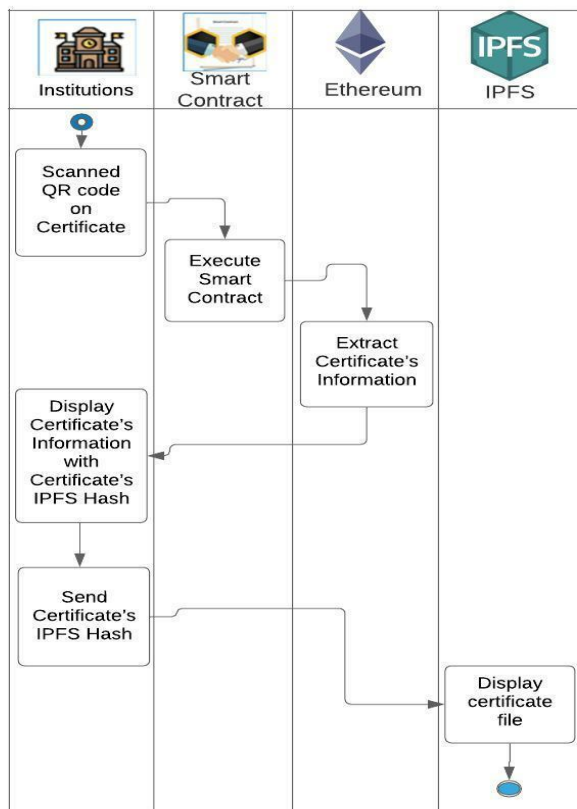 Institutions
Smart
Contract
Ethereum
IPFS
IPFS
Scanned
QR code
on
Certificate
Execute
Smart
Contract
Extract
Certificate's
Information
Display
Certificate's
Information
with
Certificate's
IPFS Hash
Send
Certificate's
IPFS Hash
Display
certificate
file